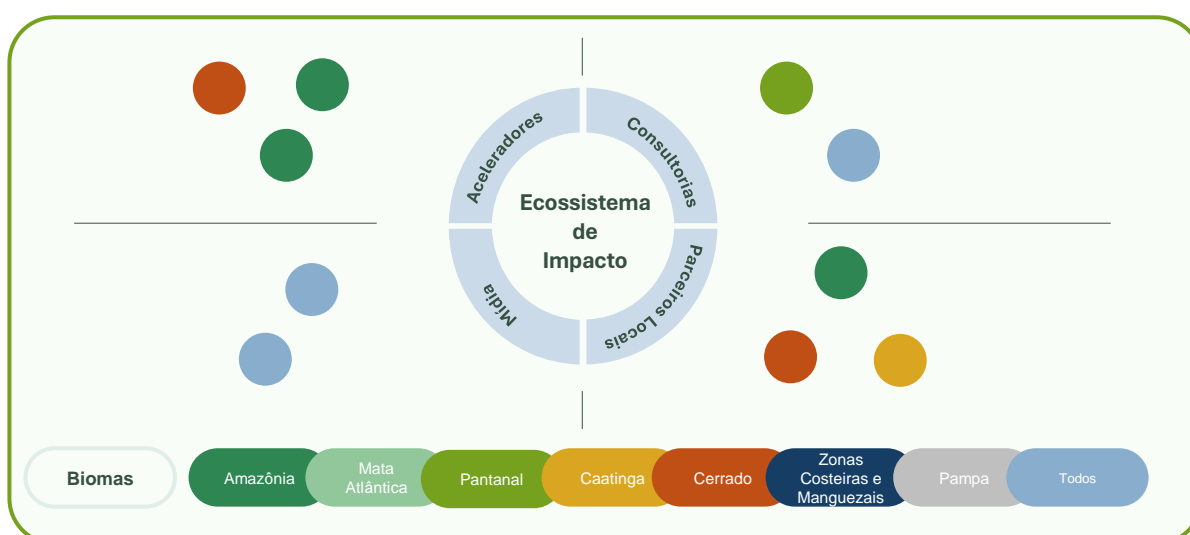 Aceleradores
Consultorias
Ecossistema
de
Impacto
Mídia
Parceiros Locais
Biomas
Amazônia
Mata
Atlântica
Pantanal
Caatinga
Cerrado
Zonas
Costeiras e
Manguezais
Pampa
Todos